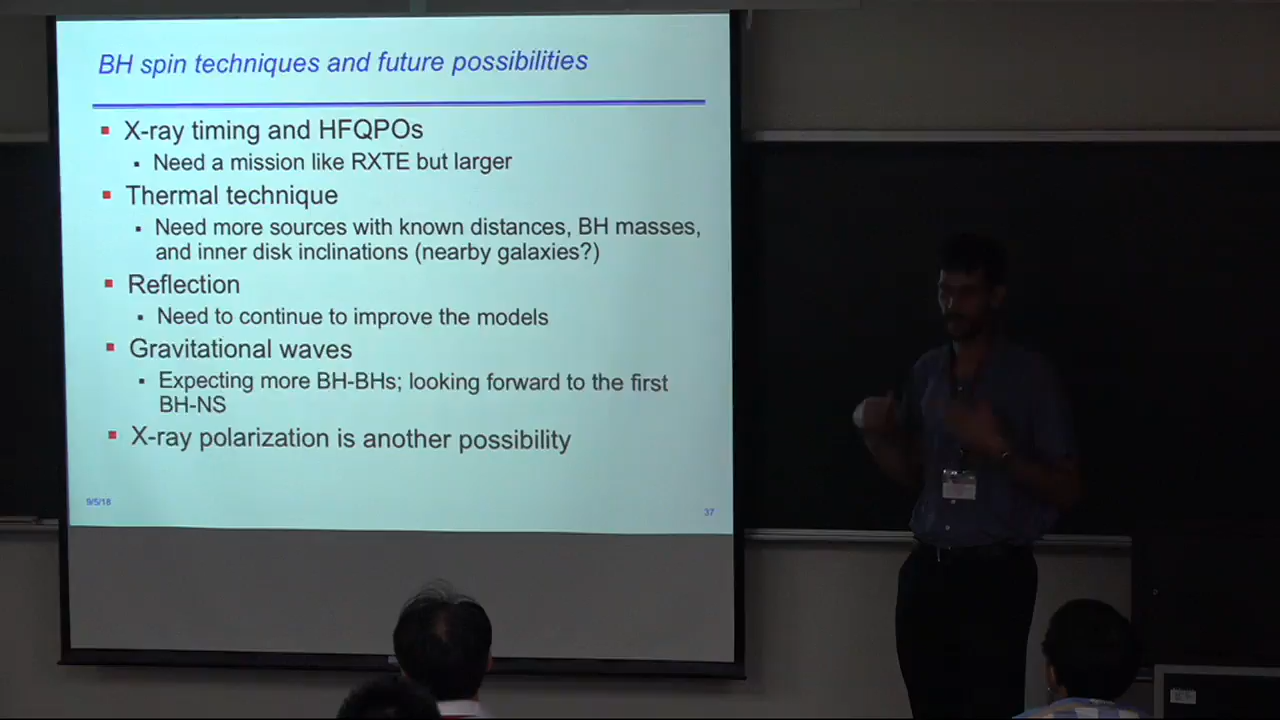 BH spin techniques and future possibilities
X-ray timing and HFQPOs
Need a mission like RXTE but larger
Thermal technique
Need more sources with known distances, BH masses,
and inner disk inclinations (nearby galaxies?)
Reflection
Need to continue to improve the models
Gravitational waves
Expecting more BH-BHs; looking forward to the first
BH-NS
X-ray polarization is another possibility
9/5/18
37